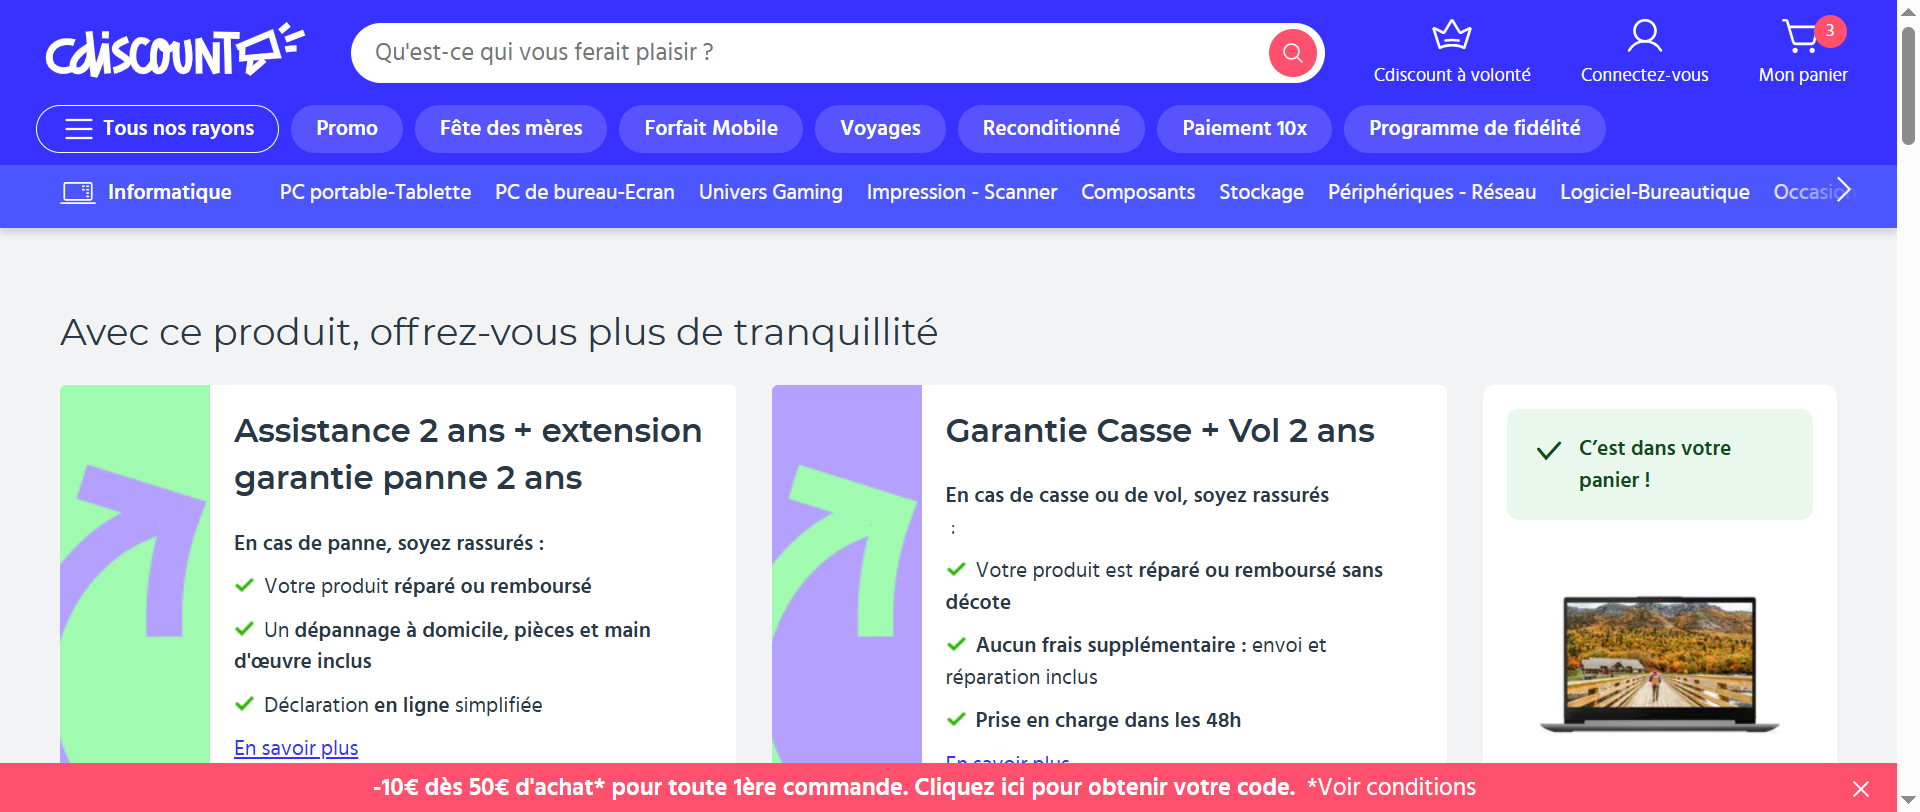 Cdiscount
Qu'est-ce qui vous ferait plaisir ?
Cdiscount à volonté
Connectez-vous
3
Mon panier
Tous nos rayons
Promo
Fête des mères
Forfait Mobile
Voyages
Reconditionné
Paiement 10x
Programme de fidélité
Informatique
PC portable-Tablette
PC de bureau-Ecran
Univers Gaming
Impression - Scanner
Composants
Stockage
Périphériques - Réseau
Logiciel-Bureautique
Avec ce produit, offrez-vous plus de tranquillité
Assistance 2 ans + extension
garantie panne 2 ans
En cas de panne, soyez rassurés :
Votre produit réparé ou remboursé
Un dépannage à domicile, pièces et main
d'œuvre inclus
Déclaration en ligne simplifiée
En savoir plus
Garantie Casse + Vol 2 ans
En cas de casse ou de vol, soyez rassurés
:
Votre produit est réparé ou remboursé sans
décote
Aucun frais supplémentaire : envoi et
réparation inclus
Prise en charge dans les 48h
En savoir plus
C’est dans votre
panier !
-10€ dès 50€ d'achat* pour toute 1ère commande. Cliquez ici pour obtenir votre code. *Voir conditions